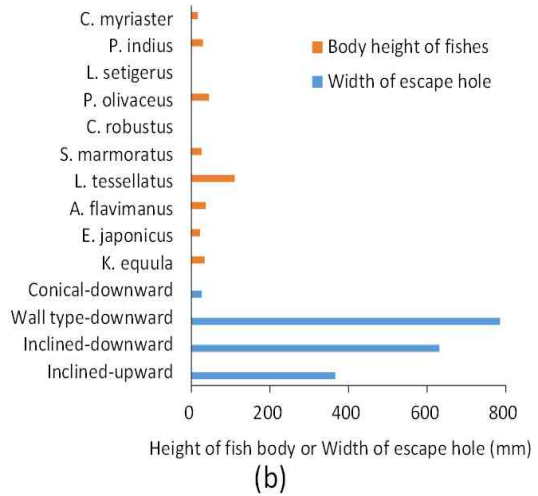 C. myriaster
P. indius
L. setigerus
P. olivaceus
C. robustus
S. marmoratus
L. tessellatus
A. flavimanus
E. japonicus
K. equula
Conical-downward
Wall type-downward
Inclined-downward
Inclined-upward
Body height of fishes
Width of escape hole
0 200 400 600 800
Height of fish body or Width of escape hole (mm)
(b)